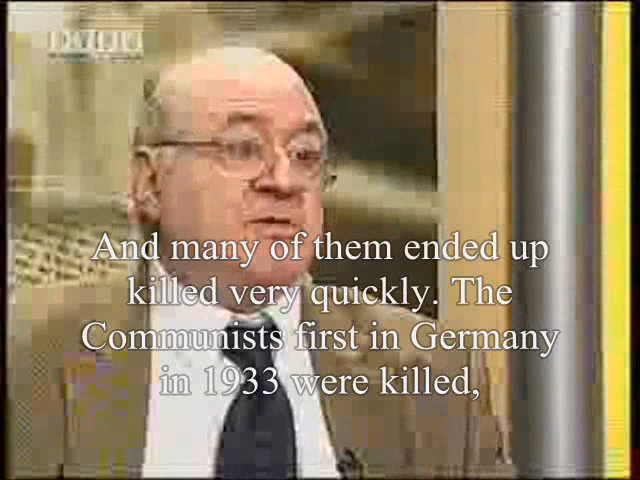 And many of them ended up
killed very quickly. The
Communists first in Germany
in 1933 were killed,